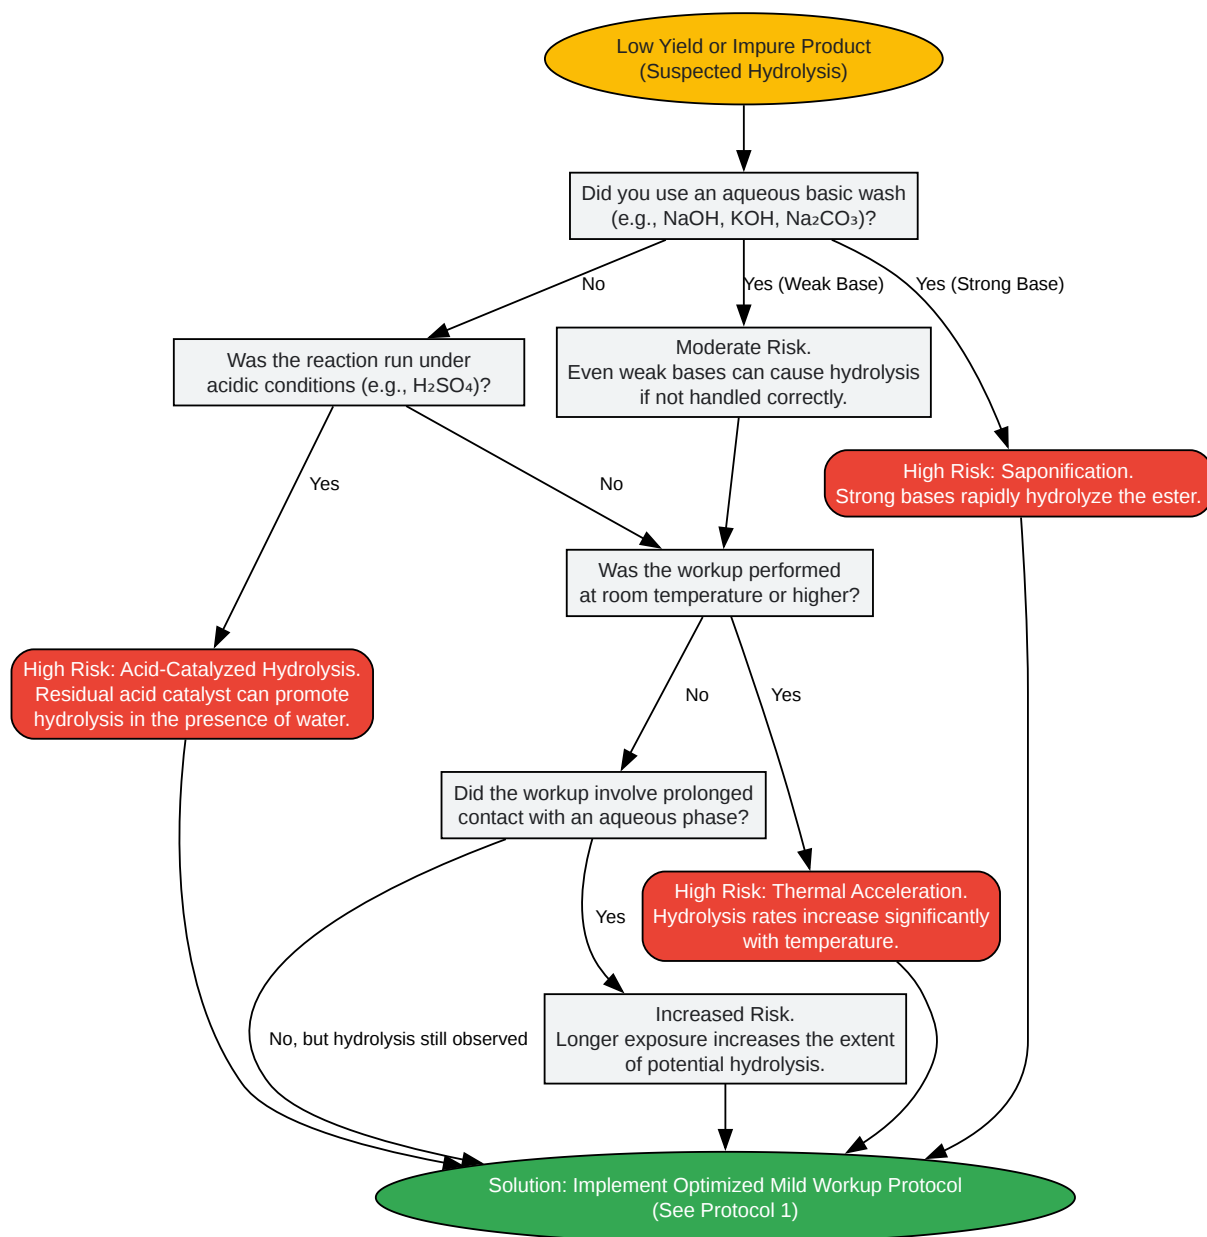 Low Yield or Impure Product
(Suspected Hydrolysis)
Did you use an aqueous basic wash
(e.g., NaOH, KOH, Na₂CO₃)?
No
Yes (Weak Base)
Yes (Strong Base)
Was the reaction run under
acidic conditions (e.g., H₂SO₄)?
Moderate Risk.
Even weak bases can cause hydrolysis
if not handled correctly.
High Risk: Saponification.
Strong bases rapidly hydrolyze the ester.
Yes
No
Was the workup performed
at room temperature or higher?
High Risk: Acid-Catalyzed Hydrolysis.
Residual acid catalyst can promote
hydrolysis in the presence of water.
No
Yes
Did the workup involve prolonged
contact with an aqueous phase?
High Risk: Thermal Acceleration.
Hydrolysis rates increase significantly
with temperature.
Yes
No, but hydrolysis still observed
Increased Risk.
Longer exposure increases the extent
of potential hydrolysis.
Solution: Implement Optimized Mild Workup Protocol
(See Protocol 1)